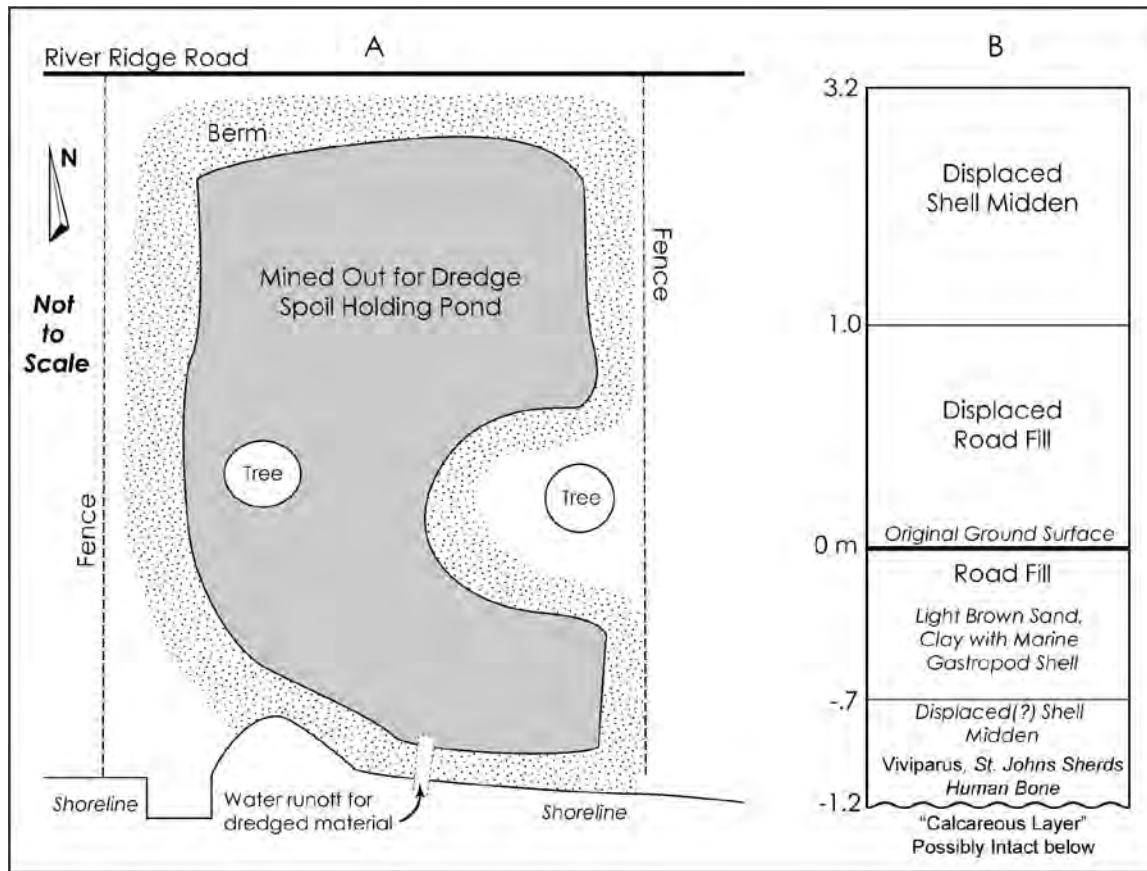 A
River Ridge Road
Berm
N
Not
to
Scale
Mined Out for Dredge
Spoil Holding Pond
Fence
Fence
Tree
Tree
Shoreline
Water runoff for
dredged material
Shoreline
B
3.2
Displaced
Shell Midden
1.0
Displaced
Road Fill
Original Ground Surface
0 m
Road Fill
Light Brown Sand,
Clay with Marine
Gastropod Shell
-.7
Displaced(?) Shell
Midden
Viviparus, St. Johns Sherds
Human Bone
-1.2
"Calcareous Layer"
Possibly Intact below